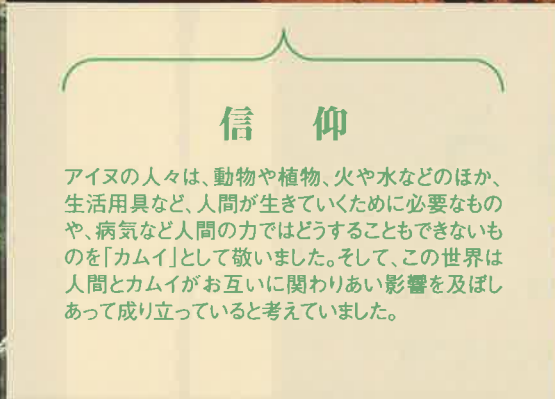 信仰
アイヌの人々は、動物や植物、火や水などのほか、
生活用具など、人間が生きていくために必要なもの
や、病気など人間の力ではどうすることもできないも
のを「カムイ」として敬いました。そして、この世界は
人間とカムイがお互いに関わりあい影響を及ぼし
あって成り立っていると考えていました。